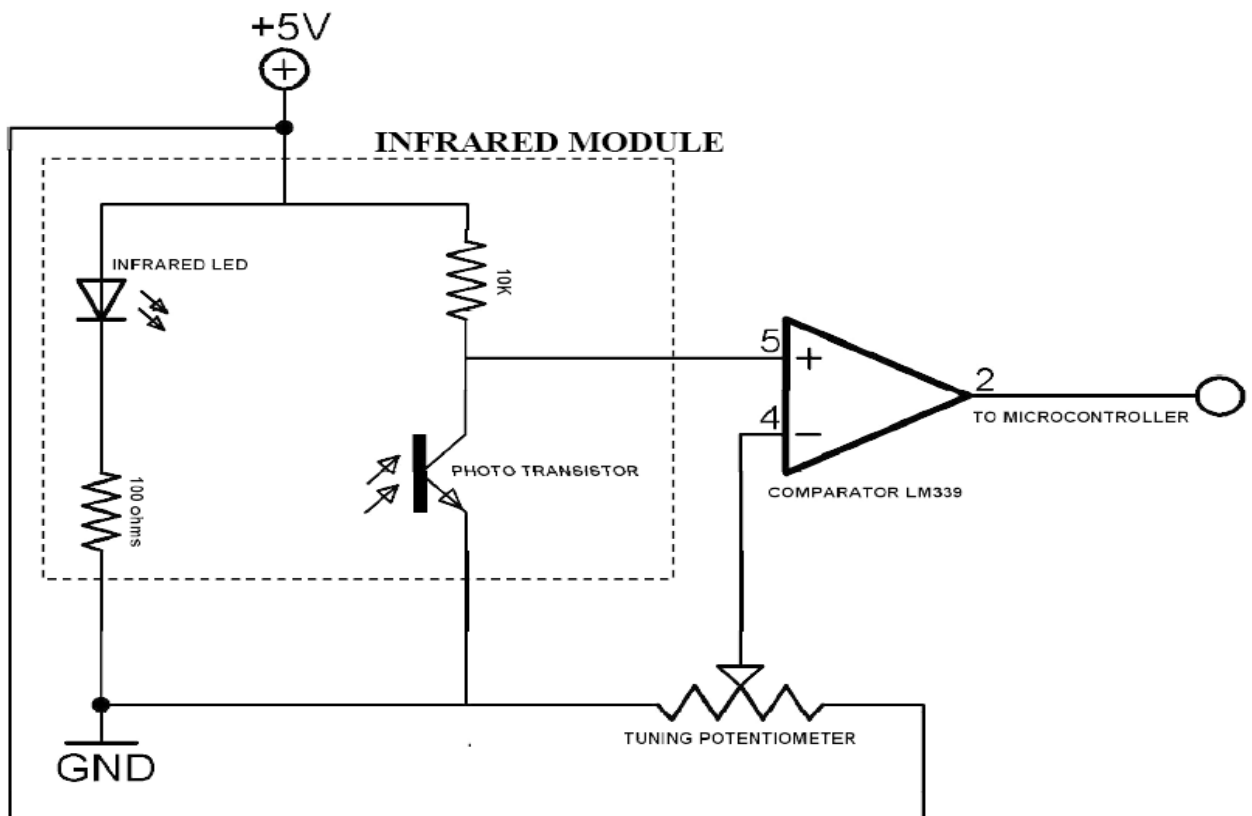 +5V
INFRARED MODULE
INFRARED LED
10K
5
+
2
TO MICROCONTROLLER
4
−
PHOTO TRANSISTOR
COMPARATOR LM339
100 ohms
TUNING POTENTIOMETER
GND